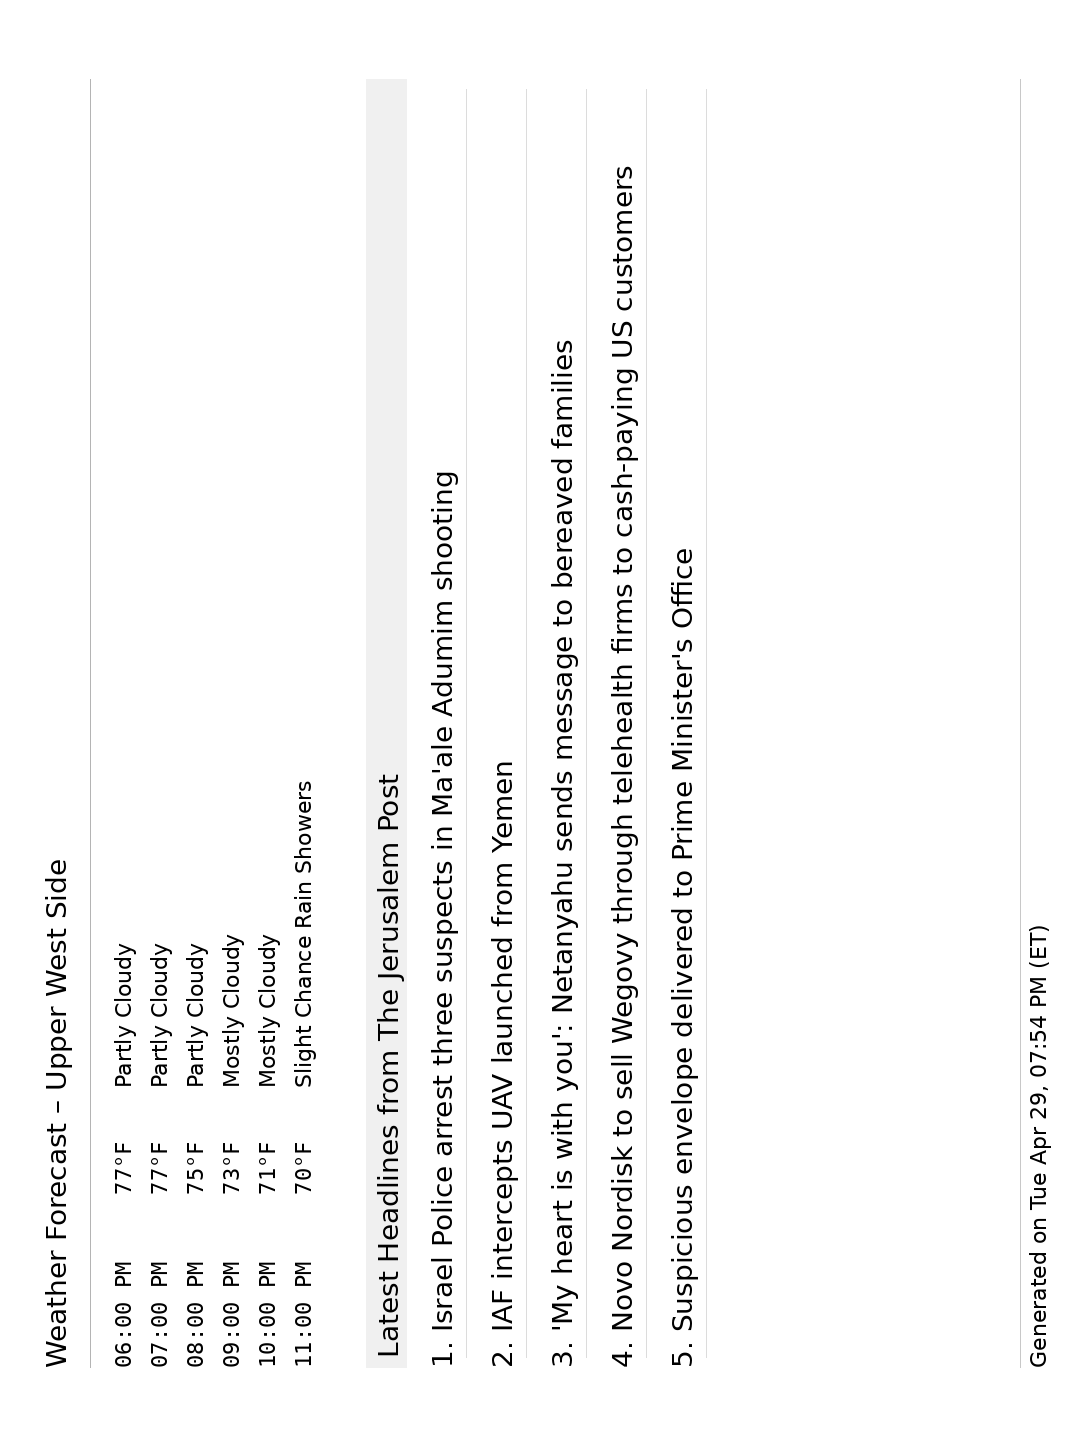 Weather Forecast – Upper West Side
06:00 PM 77°F Partly Cloudy
07:00 PM 77°F Partly Cloudy
08:00 PM 75°F Partly Cloudy
09:00 PM 73°F Mostly Cloudy
10:00 PM 71°F Mostly Cloudy
11:00 PM 70°F Slight Chance Rain Showers
Latest Headlines from The Jerusalem Post
1. Israel Police arrest three suspects in Ma'ale Adumim shooting
2. IAF intercepts UAV launched from Yemen
3. 'My heart is with you': Netanyahu sends message to bereaved families
4. Novo Nordisk to sell Wegovy through telehealth firms to cash-paying US customers
5. Suspicious envelope delivered to Prime Minister's Office
Generated on Tue Apr 29, 07:54 PM (ET)